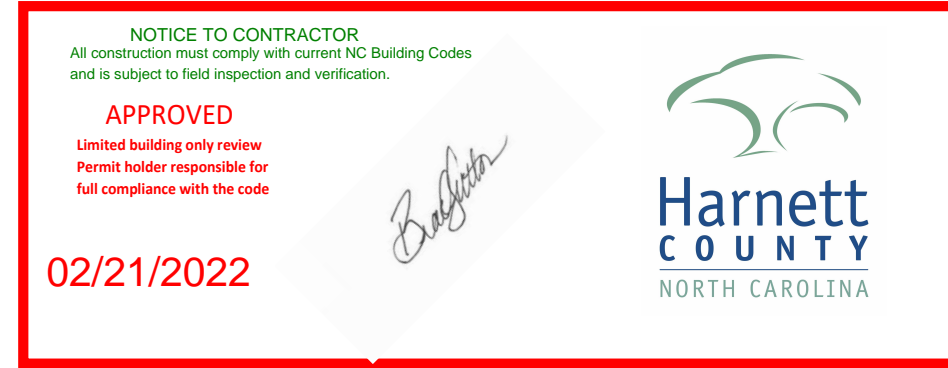 NOTICE TO CONTRACTOR
All construction must comply with current NC Building Codes
and is subject to field inspection and verification.
APPROVED
Limited building only review
Permit holder responsible for
full compliance with the code
02/21/2022
Harnett
COUNTY
NORTH CAROLINA